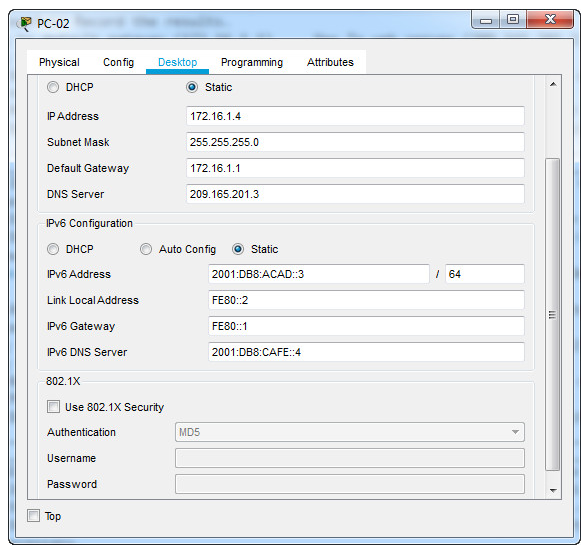 Record the results.
PC-02
Physical Config Desktop Programming Attributes
DHCP Static
IP Address 172.16.1.4
Subnet Mask 255.255.255.0
Default Gateway 172.16.1.1
DNS Server 209.165.201.3
IPv6 Configuration
DHCP Auto Config Static
IPv6 Address 2001:DB8:ACAD::3 / 64
Link Local Address FE80::2
IPv6 Gateway FE80::1
IPv6 DNS Server 2001:DB8:CAFE::4
802.1X
Use 802.1X Security
Authentication MD5
Username
Password
Top